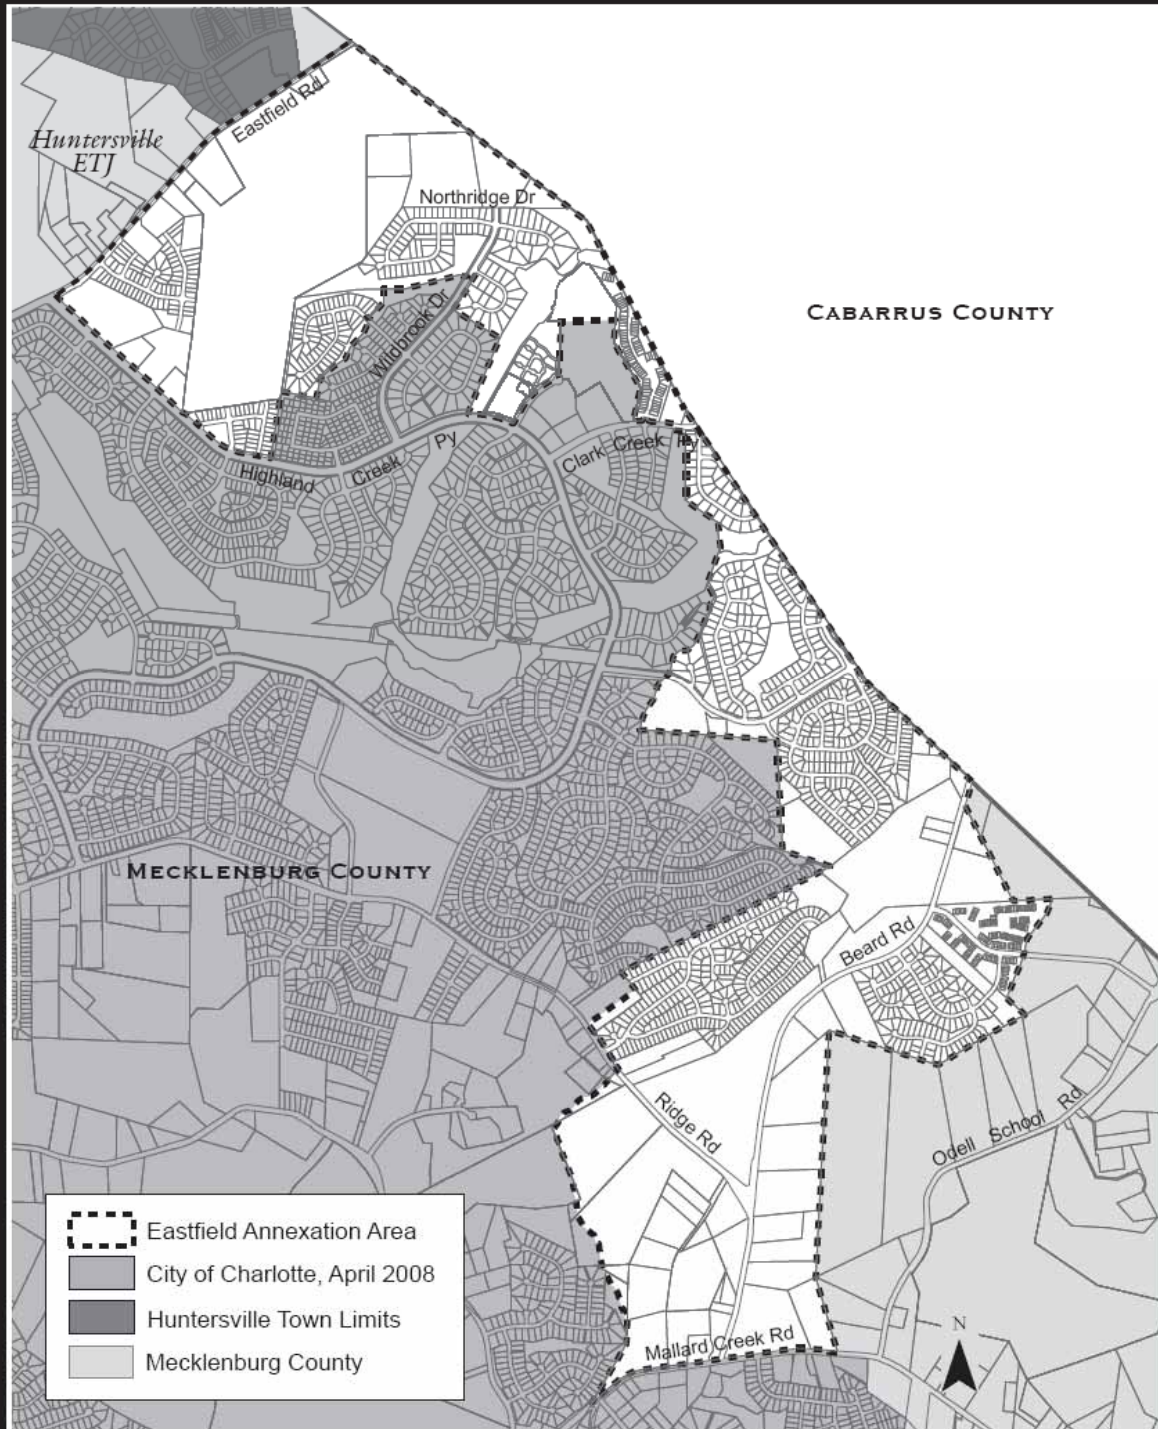 Eastfield Rd
Huntersville
ETJ
Northridge Dr
CABARRUS COUNTY
Wildbrook Dr
Highland Creek Py
Clark Creek Py
MECKLENBURG COUNTY
Beard Rd
Ridge Rd
Odell School Rd
Mallard Creek Rd
N
Eastfield Annexation Area
City of Charlotte, April 2008
Huntersville Town Limits
Mecklenburg County